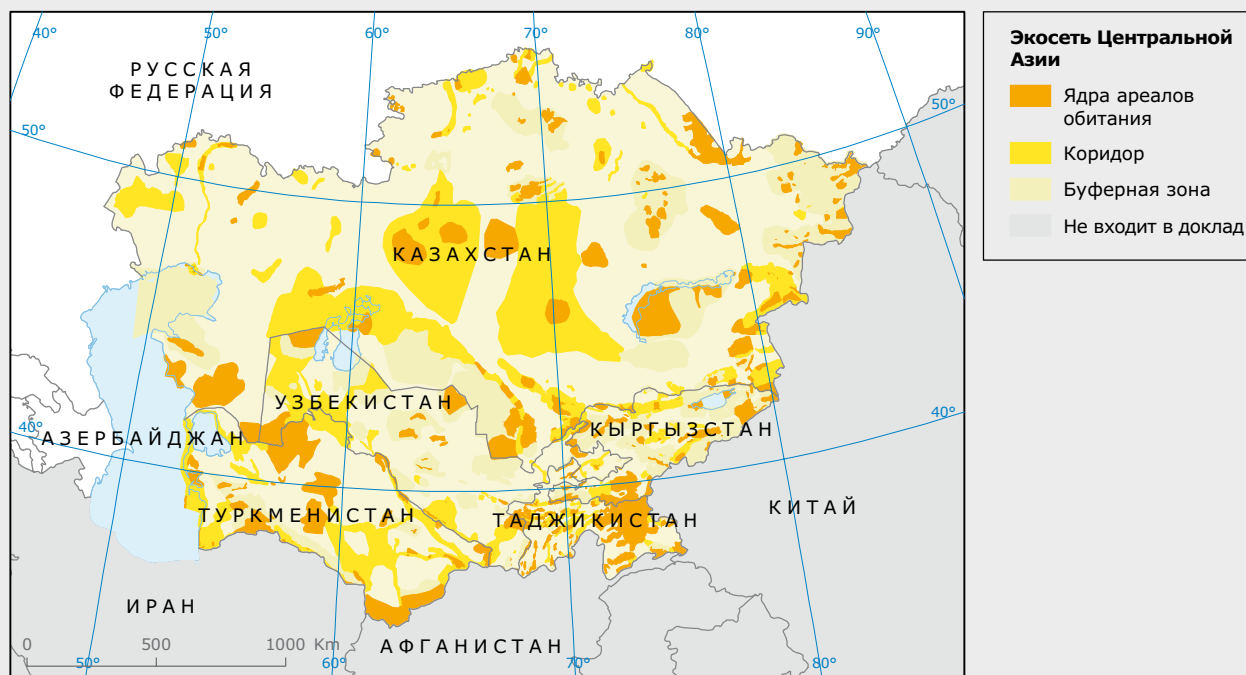 40°
50°
60°
70°
80°
90°
РУССКАЯ
ФЕДЕРАЦИЯ
50°
50°
КАЗАХСТАН
УЗБЕКИСТАН
40°
40°
АЗЕРБАЙДЖАН
КЫРГЫЗСТАН
ТУРКМЕНИСТАН
ТАДЖИКИСТАН
КИТАЙ
ИРАН
АФГАНИСТАН
0 500 1000 Km
50°
60°
70°
80°
Экосеть Центральной
Азии
Ядра ареалов
обитания
Коридор
Буферная зона
Не входит в доклад